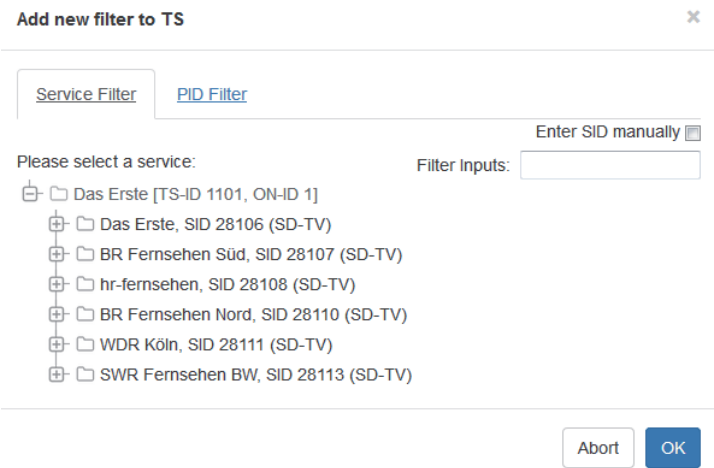 Add new filter to TS
Service Filter
PID Filter
Enter SID manually
Please select a service:
Filter Inputs:
Das Erste [TS-ID 1101, ON-ID 1]
Das Erste, SID 28106 (SD-TV)
BR Fernsehen Süd, SID 28107 (SD-TV)
hr-fernsehen, SID 28108 (SD-TV)
BR Fernsehen Nord, SID 28110 (SD-TV)
WDR Köln, SID 28111 (SD-TV)
SWR Fernsehen BW, SID 28113 (SD-TV)
Abort
OK